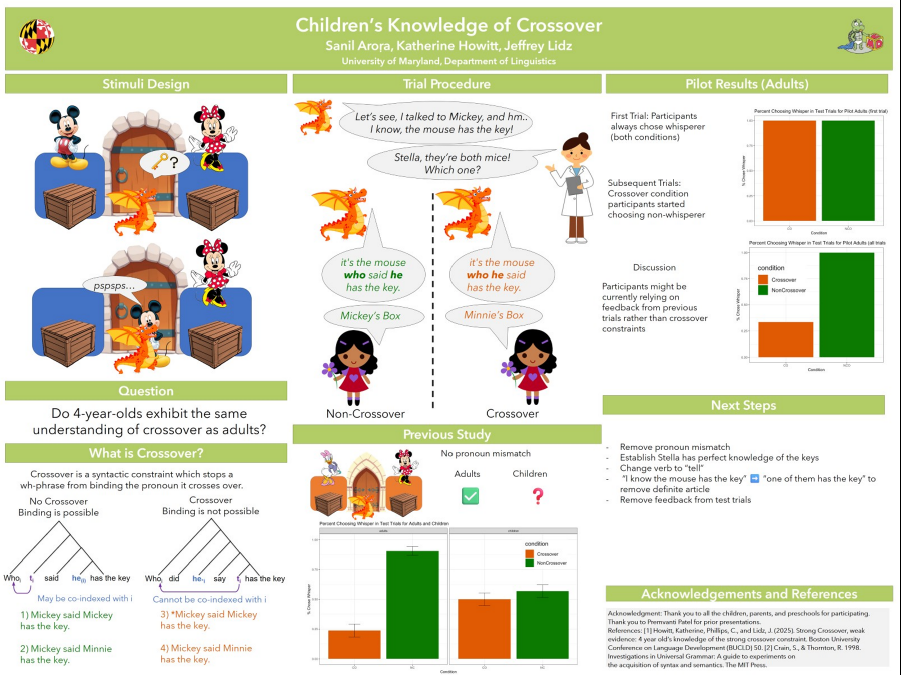 Children's Knowledge of Crossover
Sanil Arora, Katherine Howitt, Jeffrey Lidz
University of Maryland, Department of Linguistics
Stimuli Design
?
pspsps...
Question
Do 4-year-olds exhibit the same
understanding of crossover as adults?
What is Crossover?
Crossover is a syntactic constraint which stops a
wh-phrase from binding the pronoun it crosses over.
No Crossover
Binding is possible
Crossover
Binding is not possible
Who i t i said he i/j has the key
Who i did he j say t i has the key
May be co-indexed with i
Cannot be co-indexed with i
1) Mickey said Mickey
has the key.
2) Mickey said Minnie
has the key.
3) *Mickey said Mickey
has the key.
4) Mickey said Minnie
has the key.
Trial Procedure
Let's see, I talked to Mickey, and hm..
I know, the mouse has the key!
Stella, they're both mice!
Which one?
it's the mouse
who said he
has the key.
it's the mouse
who he said
has the key.
Mickey's Box
Minnie's Box
Non-Crossover
Crossover
Previous Study
No pronoun mismatch
Adults
Children
Percent Choosing Whisper in Test Trials for Adults and Children
Adults
Children
% Chose Whisper
condition
Crossover
NonCrossover
Condition
Pilot Results (Adults)
First Trial: Participants
always chose whisperer
(both conditions)
Subsequent Trials:
Crossover condition
participants started
choosing non-whisperer
Percent Choosing Whisper in Test Trials for Pilot Adults (first trial)
% Chose Whisper
Condition
Percent Choosing Whisper in Test Trials for Pilot Adults (all trials
% Chose Whisper
condition
Crossover
NonCrossover
Condition
Discussion
Participants might be
currently relying on
feedback from previous
trials rather than crossover
constraints
Next Steps
- Remove pronoun mismatch
- Establish Stella has perfect knowledge of the keys
- Change verb to "tell"
- "I know the mouse has the key" ➡ "one of them has the key" to
remove definite article
- Remove feedback from test trials
Acknowledgements and References
Acknowledgment: Thank you to all the children, parents, and preschools for participating.
Thank you to Premvanti Patel for prior presentations.
References: [1] Howitt, Katherine, Phillips, C., and Lidz, J. (2025). Strong Crossover, weak
evidence: 4 year old's knowledge of the strong crossover constraint. Boston University
Conference on Language Development (BUCLD) 50. [2] Crain, S., & Thornton, R. 1998.
Investigations in Universal Grammar: A guide to experiments on
the acquisition of syntax and semantics. The MIT Press.